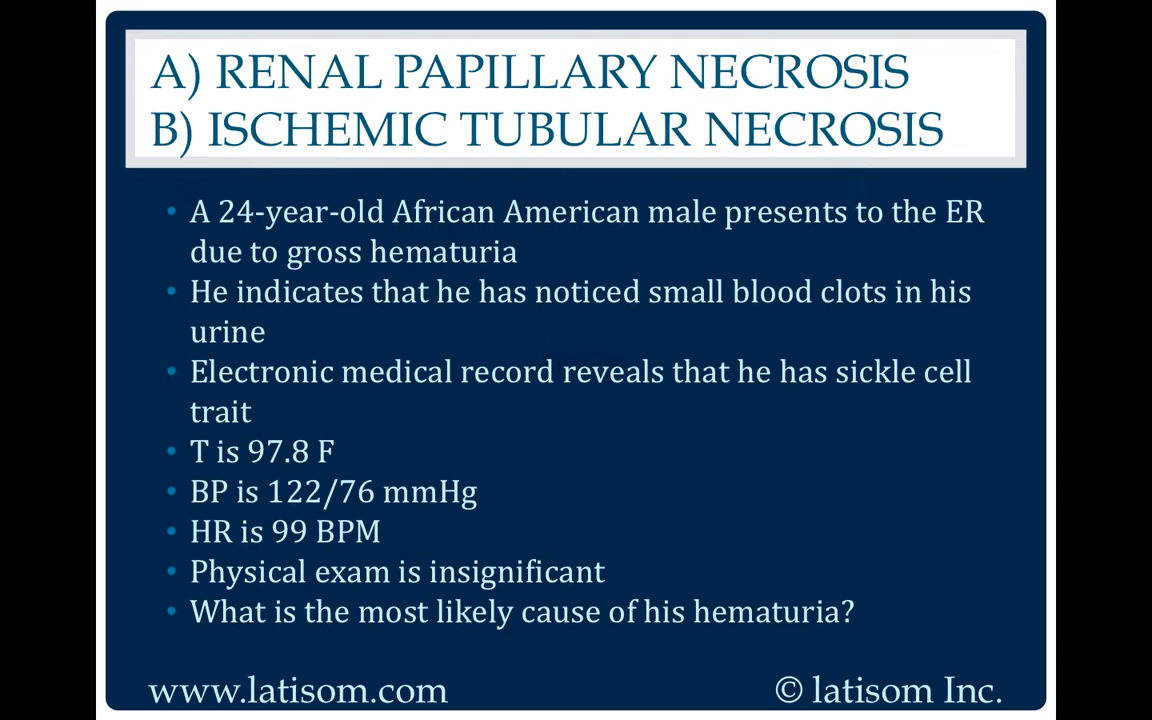 A) RENAL PAPILLARY NECROSIS
B) ISCHEMIC TUBULAR NECROSIS
• A 24-year-old African American male presents to the ER
due to gross hematuria
• He indicates that he has noticed small blood clots in his
urine
• Electronic medical record reveals that he has sickle cell
trait
• T is 97.8 F
• BP is 122/76 mmHg
• HR is 99 BPM
• Physical exam is insignificant
• What is the most likely cause of his hematuria?
www.latisom.com © latisom Inc.